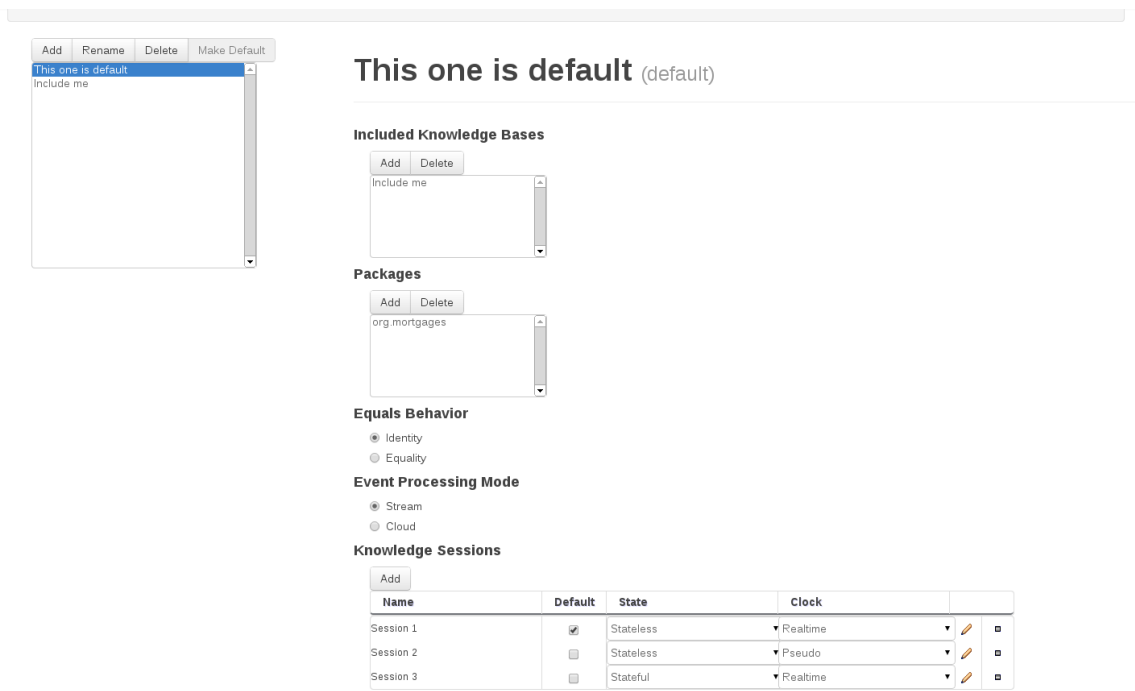 Add Rename Delete Make Default
This one is default
Include me
This one is default (default)
Included Knowledge Bases
Add Delete
Include me
Packages
Add Delete
org.mortgages
Equals Behavior
Identity
Equality
Event Processing Mode
Stream
Cloud
Knowledge Sessions
Add
Name Default State Clock
Session 1 Stateless Realtime
Session 2 Stateless Pseudo
Session 3 Stateful Realtime